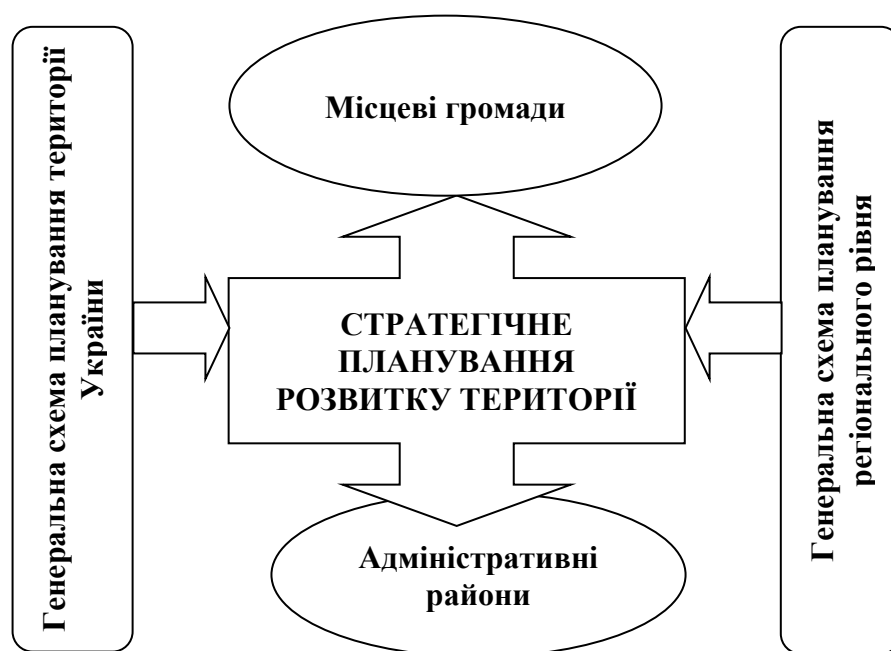 Генеральна схема планування території
України
Місцеві громади
СТРАТЕГІЧНЕ
ПЛАНУВАННЯ
РОЗВИТКУ ТЕРИТОРІЇ
Адміністративні
райони
Генеральна схема планування
регіонального рівня